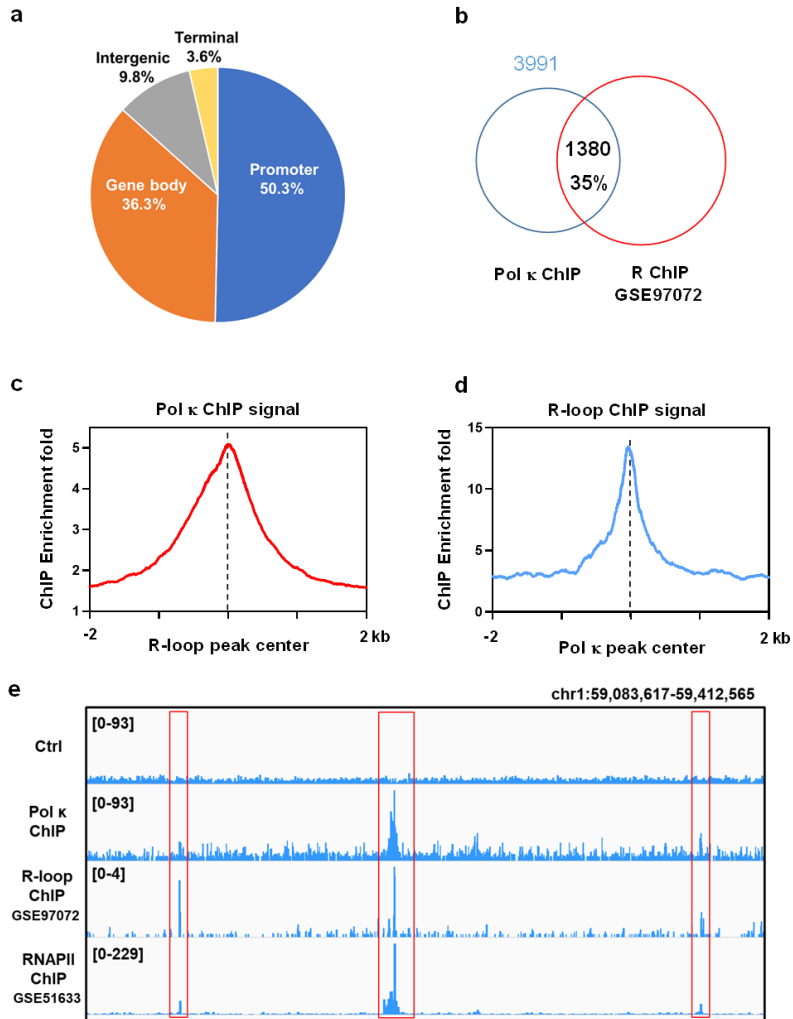 a
Terminal
3.6%
Intergenic
9.8%
Promoter
50.3%
Gene body
36.3%
b
3991
1380
35%
Pol κ ChIP
R ChIP
GSE97072
c
Pol κ ChIP signal
ChIP Enrichment fold
5
4
3
2
1
-2
2 kb
R-loop peak center
d
R-loop ChIP signal
ChIP Enrichment fold
15
10
5
0
-2
2 kb
Pol κ peak center
e
chr1:59,083,617-59,412,565
Ctrl
[0-93]
Pol κ
ChIP
[0-93]
R-loop
ChIP
GSE97072
[0-4]
RNAPII
ChIP
GSE51633
[0-229]